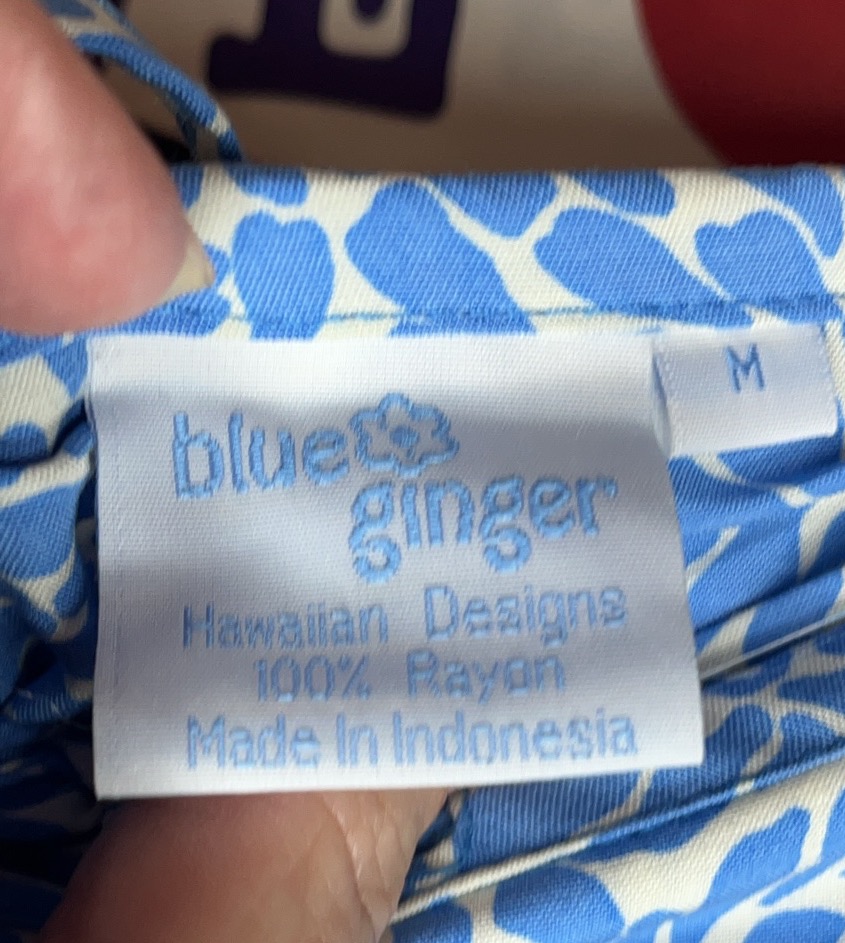 E
blue
ginger
M
Hawaiian Designs
100% Rayon
Made In Indonesia